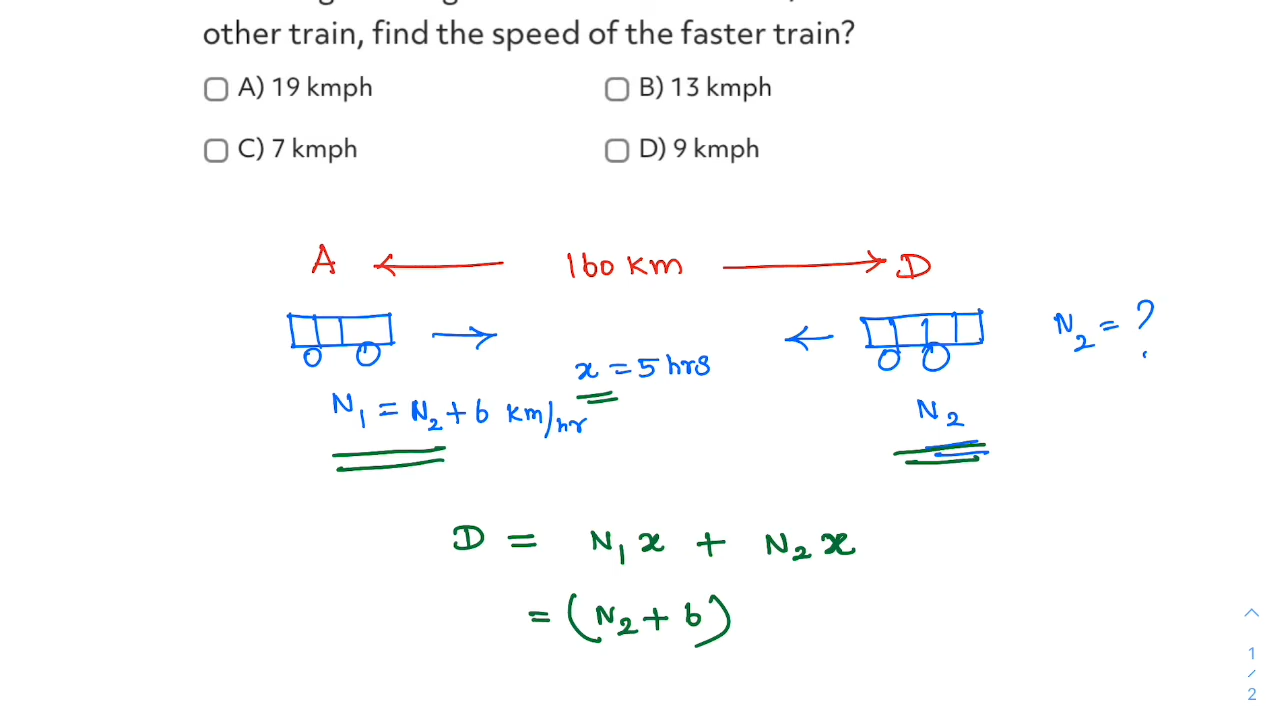 other train, find the speed of the faster train?
A) 19 kmph
B) 13 kmph
C) 7 kmph
D) 9 kmph
A 160 km D
N₂ = ?
x = 5 hrs
N₁ = N₂ + 6 km/hr
N₂
D = N₁x + N₂x
= (N₂ + 6)
1
/
2